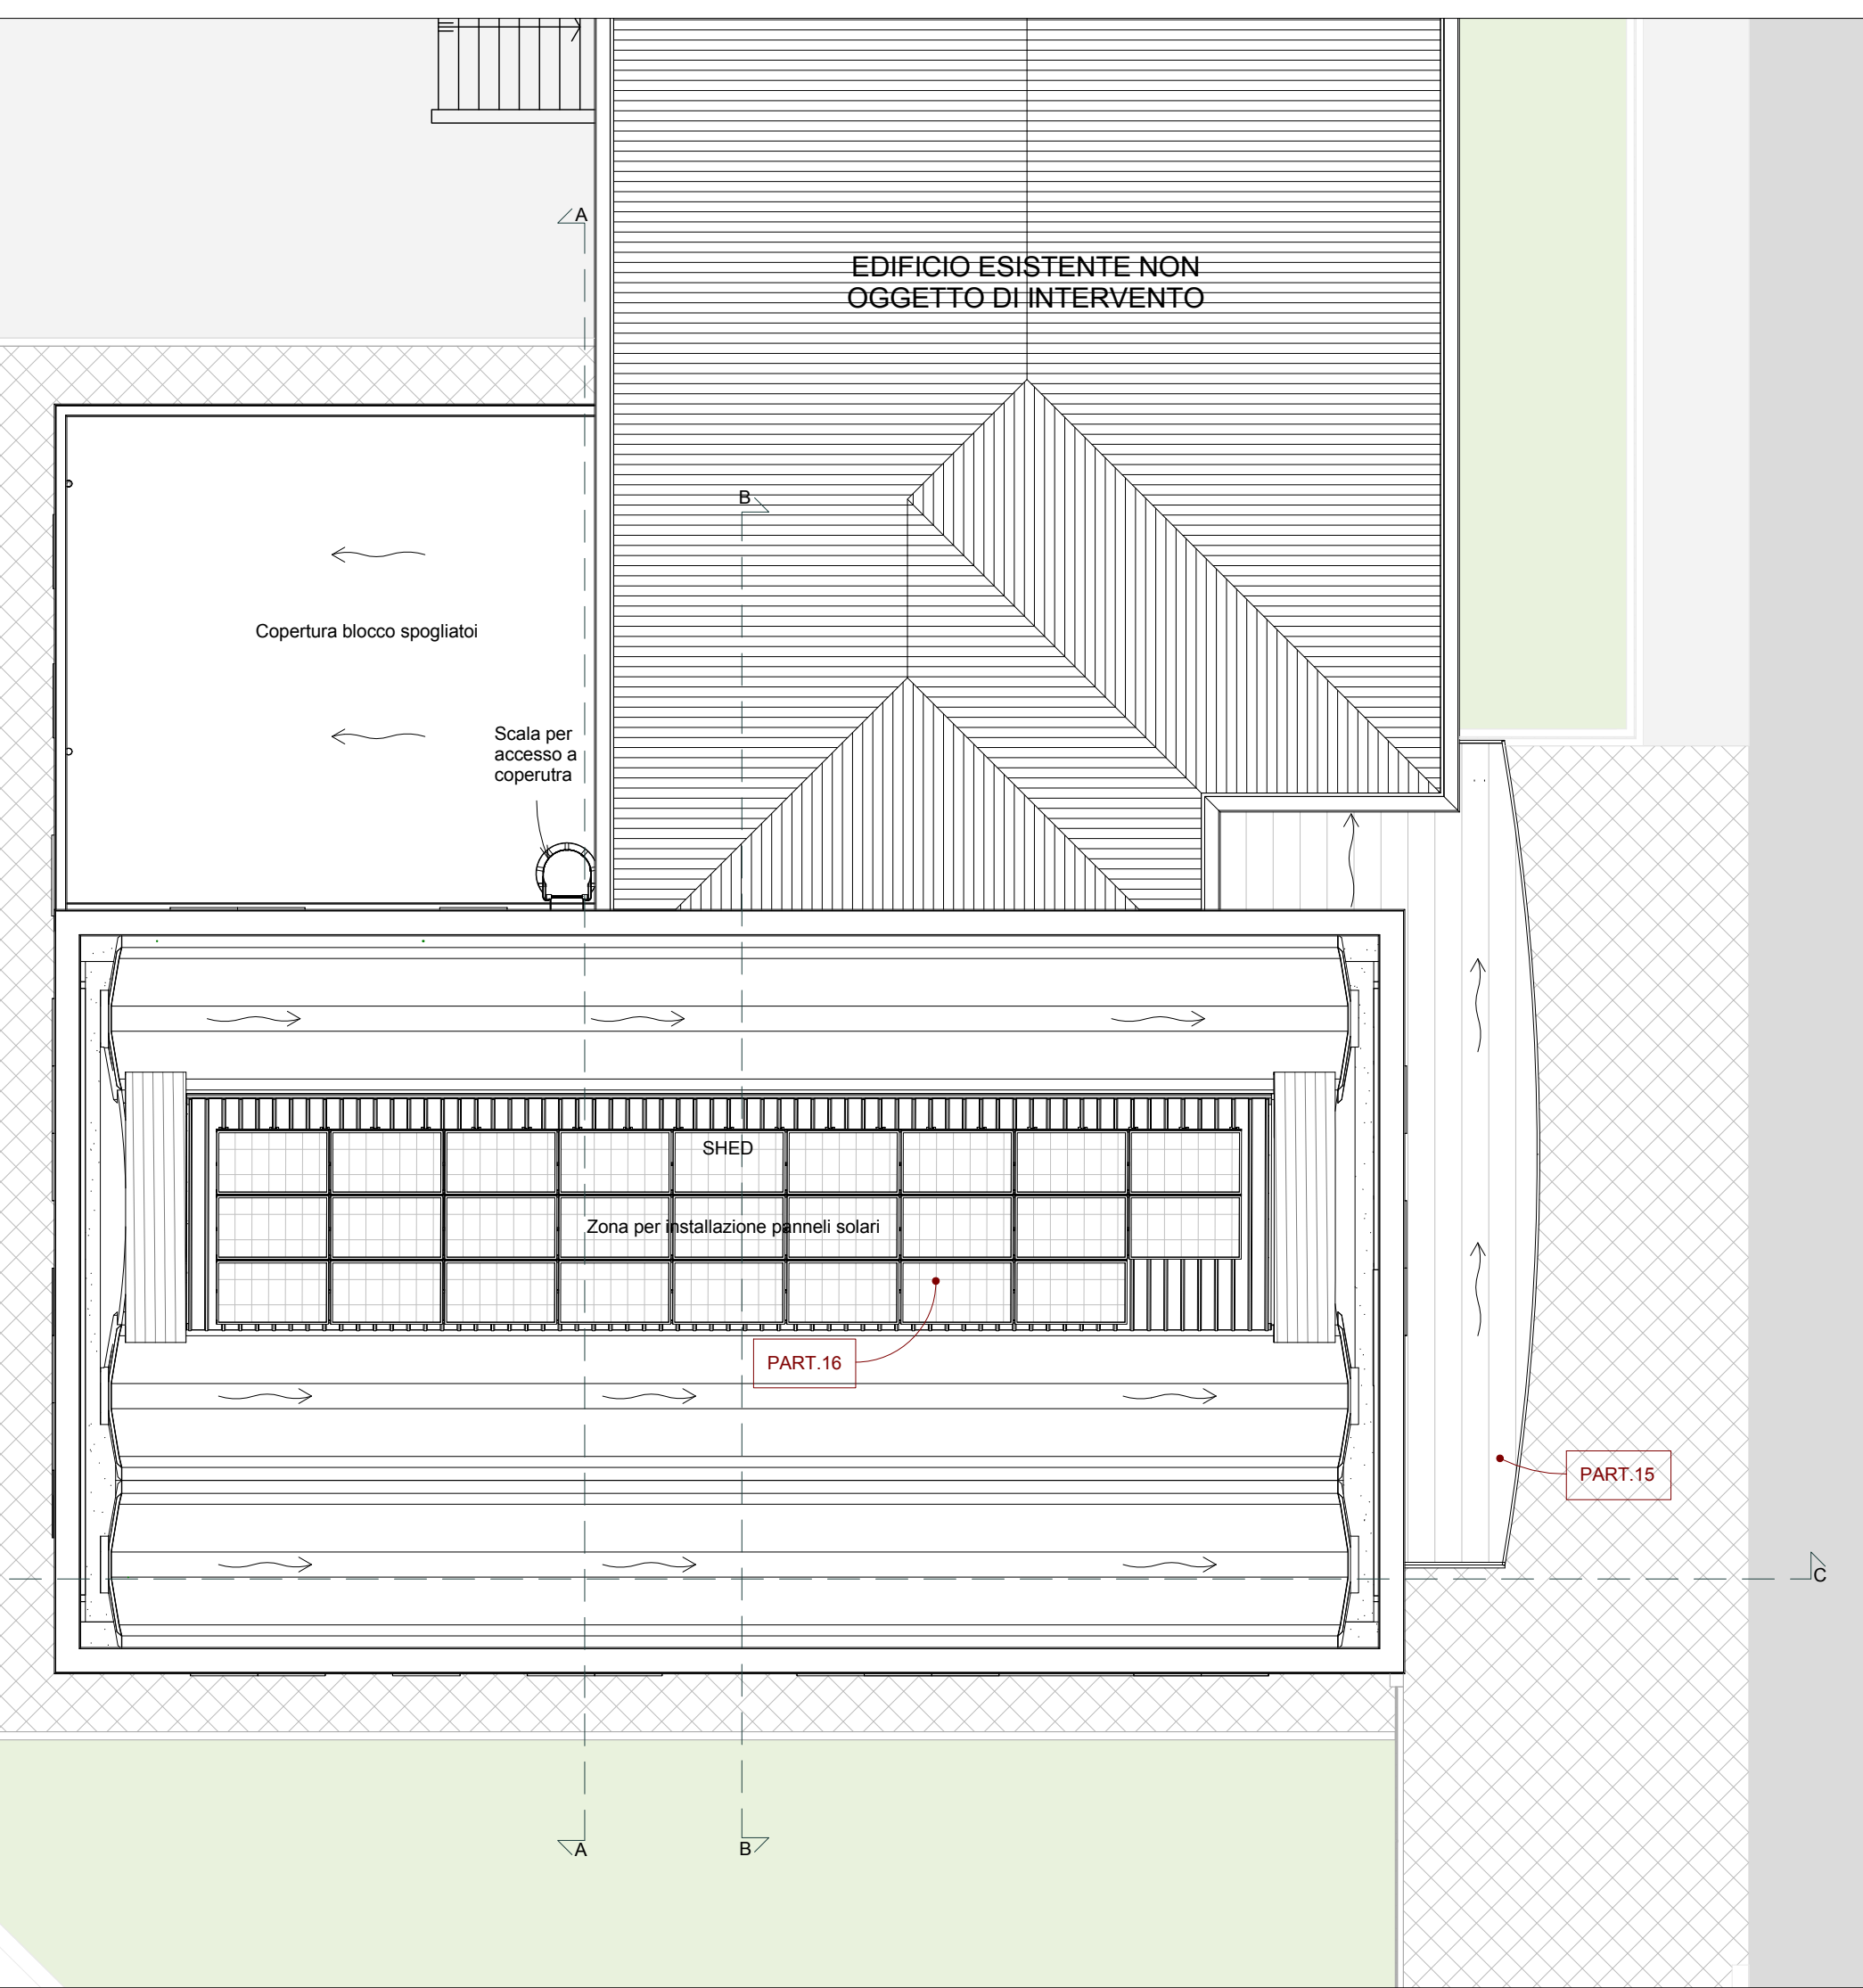 A
EDIFICIO ESISTENTE NON
OGGETTO DI INTERVENTO
B
Copertura blocco spogliatoi
Scala per
accesso a
coperutra
SHED
Zona per installazione panneli solari
PART.16
PART.15
C
A
B